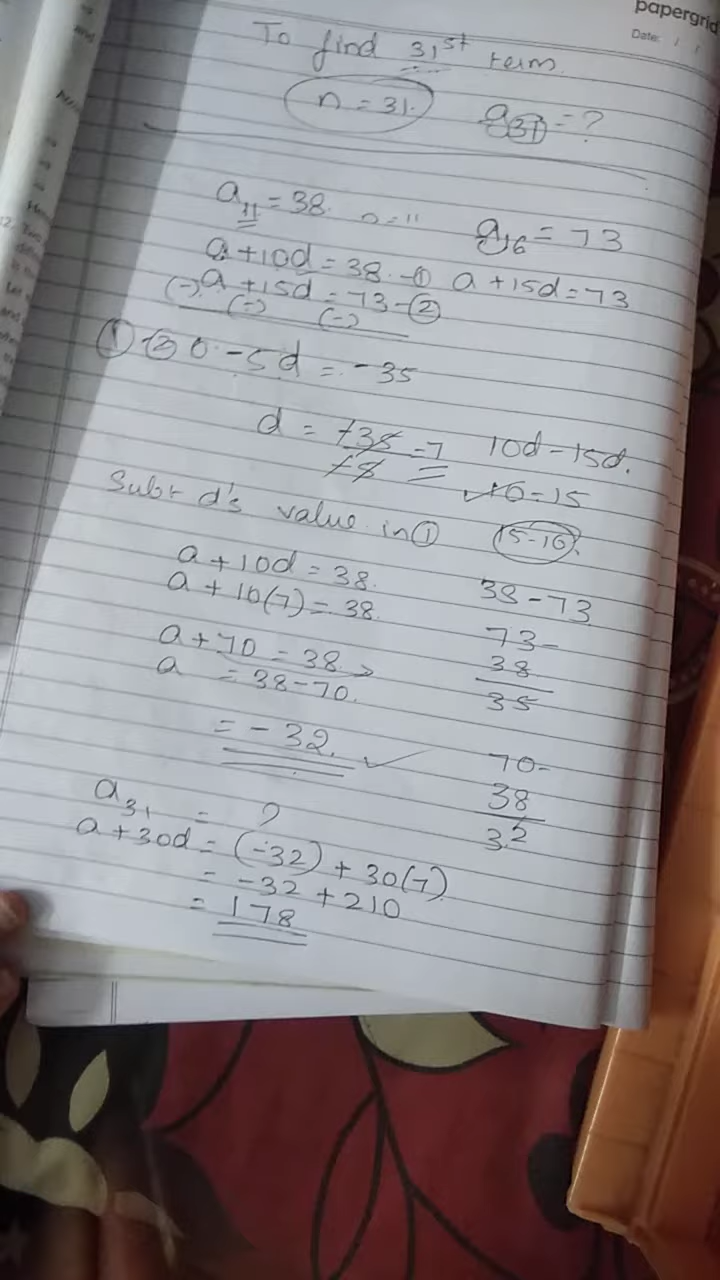 papergrid
Date: / /
To find 31st term.
n = 31. a31 = ?
a11 = 38. n = 11 a16 = 73
a + 10d = 38 - ① a + 15d = 73
(-) a + 15d = 73 - ②
(-) (-)
① - ② 0 - 5d = -35
d = +35 = 7 10d - 15d.
+5
10 = 15
Subt d's value in ① 15-10.
a + 10d = 38. 38 - 73
a + 10(7) = 38. 73-
a + 70 = 38. 38
a = 38 - 70. 35
= - 32. 70-
38
a31 = ? 32
a + 30d = (-32) + 30(7)
= -32 + 210
= 178